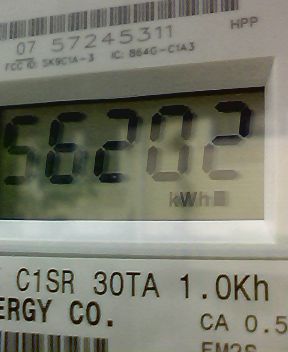 07 57245311
HPP
FCC ID: SK9C1A-3 IC: 864G-C1A3
56202
kWh
C1SR 30TA 1.0Kh
ERGY CO.
CA 0.5